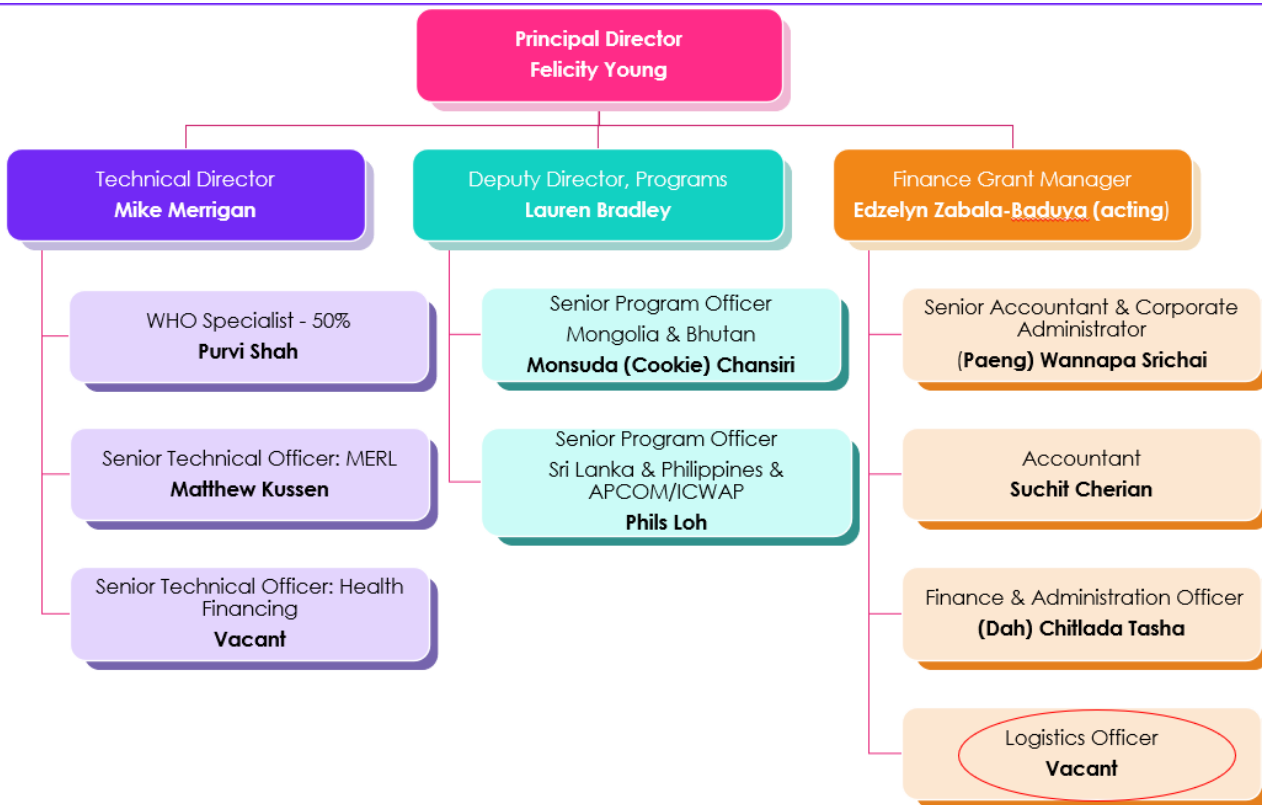 Principal Director
Felicity Young
Technical Director
Mike Merrigan
Deputy Director, Programs
Lauren Bradley
Finance Grant Manager
Edzelyn Zabala-Baduya (acting)
WHO Specialist - 50%
Purvi Shah
Senior Technical Officer: MERL
Matthew Kussen
Senior Technical Officer: Health
Financing
Vacant
Senior Program Officer
Mongolia & Bhutan
Monsuda (Cookie) Chansiri
Senior Program Officer
Sri Lanka & Philippines &
APCOM/ICWAP
Phils Loh
Senior Accountant & Corporate
Administrator
(Paeng) Wannapa Srichai
Accountant
Suchit Cherian
Finance & Administration Officer
(Dah) Chitlada Tasha
Logistics Officer
Vacant